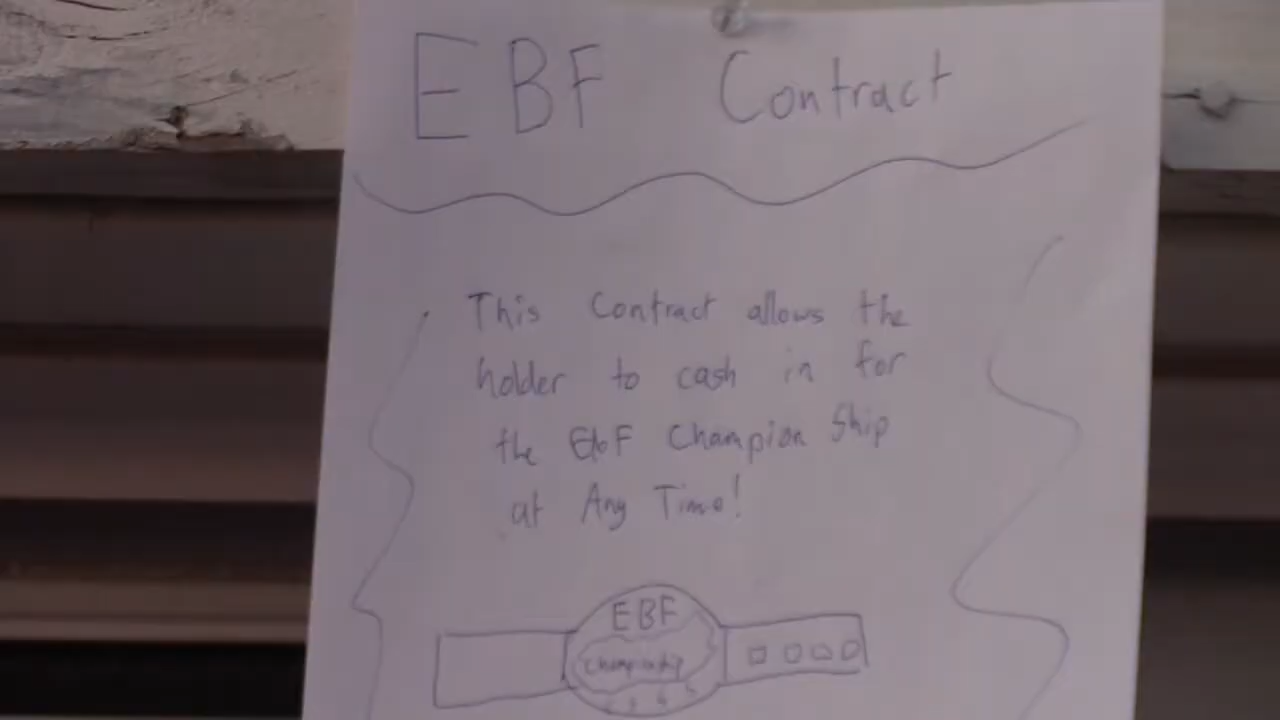 EBF Contract
This Contract allows the
holder to cash in for
the EBF Champion Ship
at Any Time!
EBF
Championship